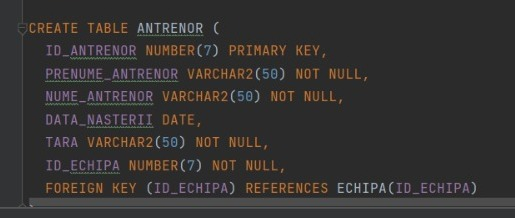 CREATE TABLE ANTRENOR (
ID_ANTRENOR NUMBER(7) PRIMARY KEY,
PRENUME_ANTRENOR VARCHAR2(50) NOT NULL,
NUME_ANTRENOR VARCHAR2(50) NOT NULL,
DATA_NASTERII DATE,
TARA VARCHAR2(50) NOT NULL,
ID_ECHIPA NUMBER(7) NOT NULL,
FOREIGN KEY (ID_ECHIPA) REFERENCES ECHIPA(ID_ECHIPA)